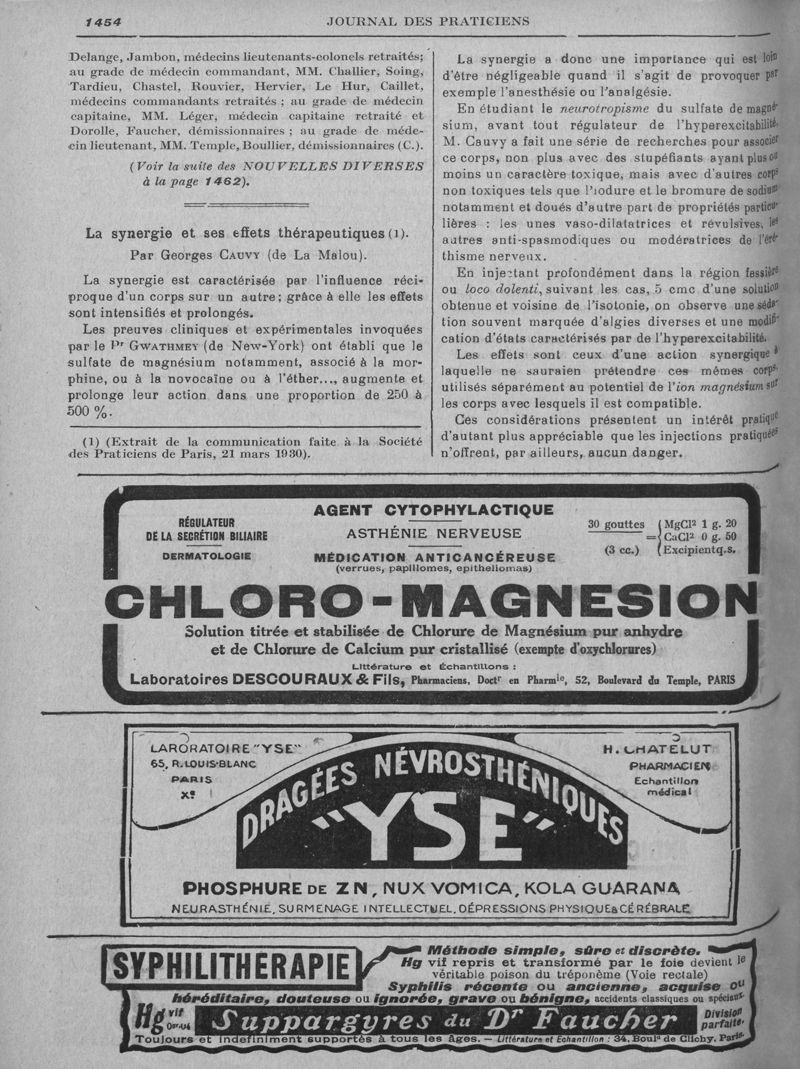 1454
JOURNAL DES PRATICIENS
Delange, Jambon, médecins lieutenants-colonels retraités;
au grade de médecin commandant, MM. Challier, Soing,
Tardieu, Chastel, Rouvier, Hervier, Le Hur, Caillet,
médecins commandants retraités ; au grade de médecin
capitaine, MM. Léger, médecin capitaine retraité et
Dorolle, Faucher, démissionnaires ; au grade de méde-
cin lieutenant, MM. Temple, Boullier, démissionnaires (C.).
(Voir la suite des NOUVELLES DIVERSES
à la page 1462).
La synergie et ses effets thérapeutiques (1).
Par Georges CAUVY (de La Malou).
La synergie est caractérisée par l'influence réci-
proque d'un corps sur un autre; grâce à elle les effets
sont intensifiés et prolongés.
Les preuves cliniques et expérimentales invoquées
par le Pr GWATHMEY (de New-York) ont établi que le
sulfate de magnésium notamment, associé à la mor-
phine, ou à la novocaïne ou à l'éther..., augmente et
prolonge leur action dans une proportion de 250 à
500 %.
(1) (Extrait de la communication faite à la Société
des Praticiens de Paris, 21 mars 1930).
La synergie a donc une importance qui est loin
d'être négligeable quand il s'agit de provoquer par
exemple l'anesthésie ou l'analgésie.
En étudiant le neurotropisme du sulfate de magné-
sium, avant tout régulateur de l'hyperexcitabilité,
M. Cauvy a fait une série de recherches pour associer
ce corps, non plus avec des stupéfiants ayant plus ou
moins un caractère toxique, mais avec d'autres corps
non toxiques tels que l'iodure et le bromure de sodium
notamment et doués d'autre part de propriétés particu-
lières : les unes vaso-dilatatrices et révulsives, les
autres anti-spasmodiques ou modératrices de l'éré-
thisme nerveux.
En injectant profondément dans la région fessière
ou loco dolenti, suivant les cas, 5 cmc d'une solution
obtenue et voisine de l'isotonie, on observe une séda-
tion souvent marquée d'algies diverses et une modifi-
cation d'états caractérisés par de l'hyperexcitabilité.
Les effets sont ceux d'une action synergique à
laquelle ne sauraien prétendre ces mêmes corps,
utilisés séparément au potentiel de l'ion magnésium sur
les corps avec lesquels il est compatible.
Ces considérations présentent un intérêt pratique
d'autant plus appréciable que les injections pratiquées
n'offrent, par ailleurs, aucun danger.
RÉGULATEUR
DE LA SECRÉTION BILIAIRE
DERMATOLOGIE
AGENT CYTOPHYLACTIQUE
ASTHÉNIE NERVEUSE
MÉDICATION ANTICANCÉREUSE
(verrues, papillomes, epitheliomas)
30 gouttes = MgCl² 1 g. 20
CaCl² 0 g. 50
(3 cc.) Excipient q.s.
CHLORO-MAGNESION
Solution titrée et stabilisée de Chlorure de Magnésium pur anhydre
et de Chlorure de Calcium pur cristallisé (exempte d'oxychlorures)
Littérature et Échantillons :
Laboratoires DESCOURAUX & Fils, Pharmaciens, Doctr en Pharmie, 52, Boulevard du Temple, PARIS
LARORATOIRE "YSE"
65, R. LOUIS-BLANC
PARIS
Xe
H. CHATELUT
PHARMACIEN
Echantillon
médical
DRAGÉES NÉVROSTHÉNIQUES
"YSE"
PHOSPHURE DE ZN, NUX VOMICA, KOLA GUARANA
NEURASTHÉNIE, SURMENAGE INTELLECTUEL, DÉPRESSIONS PHYSIQUE & CÉRÉBRALE
SYPHILITHÉRAPIE
Méthode simple, sûre et discrète.
Hg vif repris et transformé par le foie devient le
véritable poison du tréponème (Voie rectale)
Syphilis récente ou ancienne, acquise ou
héréditaire, douteuse ou ignorée, grave ou bénigne, accidents classiques ou spéciaux.
Hg vif
Suppargyres du Dr Faucher
Division
parfaite.
Toujours et indéfiniment supportés à tous les âges. — Littérature et Echantillon : 34, Bould de Clichy, Paris.